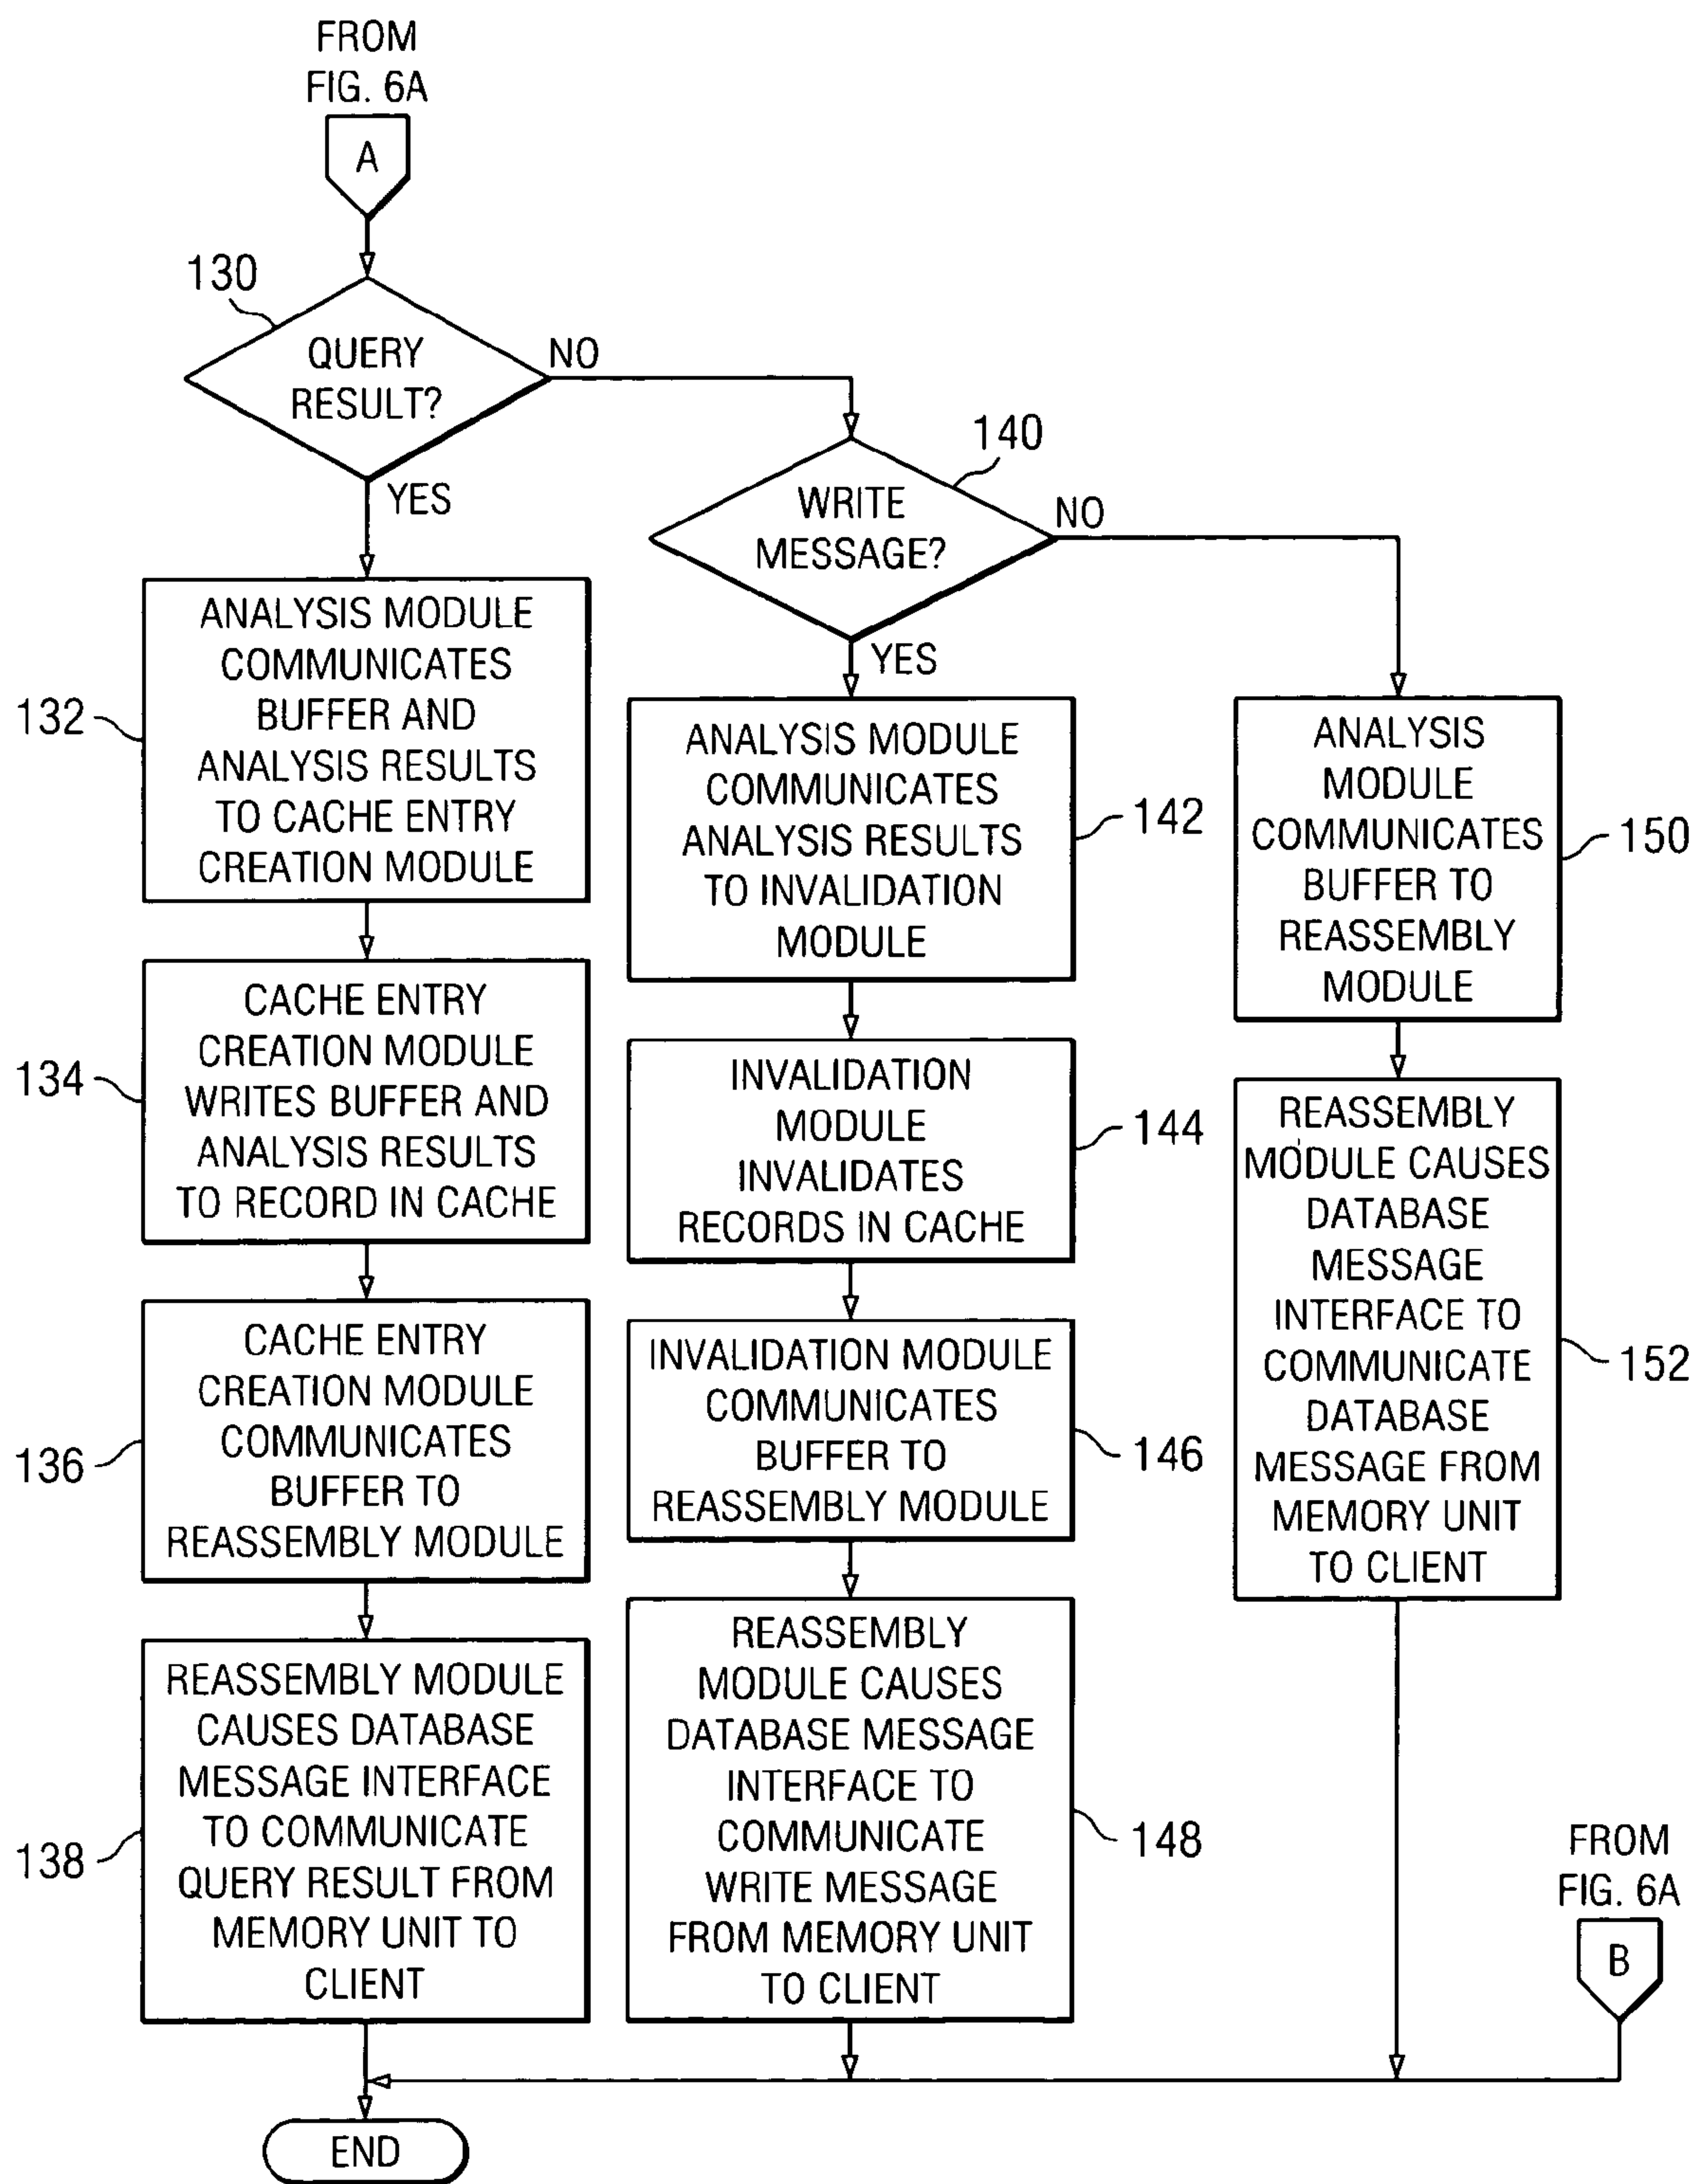 FROM
FIG. 6A
A
130
QUERY
RESULT?
NO
YES
140
WRITE
MESSAGE?
NO
YES
132
ANALYSIS MODULE
COMMUNICATES
BUFFER AND
ANALYSIS RESULTS
TO CACHE ENTRY
CREATION MODULE
134
CACHE ENTRY
CREATION MODULE
WRITES BUFFER AND
ANALYSIS RESULTS
TO RECORD IN CACHE
136
CACHE ENTRY
CREATION MODULE
COMMUNICATES
BUFFER TO
REASSEMBLY MODULE
138
REASSEMBLY MODULE
CAUSES DATABASE
MESSAGE INTERFACE
TO COMMUNICATE
QUERY RESULT FROM
MEMORY UNIT TO
CLIENT
ANALYSIS MODULE
COMMUNICATES
ANALYSIS RESULTS
TO INVALIDATION
MODULE
142
INVALIDATION
MODULE
INVALIDATES
RECORDS IN CACHE
144
INVALIDATION MODULE
COMMUNICATES
BUFFER TO
REASSEMBLY MODULE
146
REASSEMBLY
MODULE CAUSES
DATABASE MESSAGE
INTERFACE TO
COMMUNICATE
WRITE MESSAGE
FROM MEMORY UNIT
TO CLIENT
148
ANALYSIS
MODULE
COMMUNICATES
BUFFER TO
REASSEMBLY
MODULE
150
REASSEMBLY
MODULE CAUSES
DATABASE
MESSAGE
INTERFACE TO
COMMUNICATE
DATABASE
MESSAGE FROM
MEMORY UNIT
TO CLIENT
152
FROM
FIG. 6A
B
END